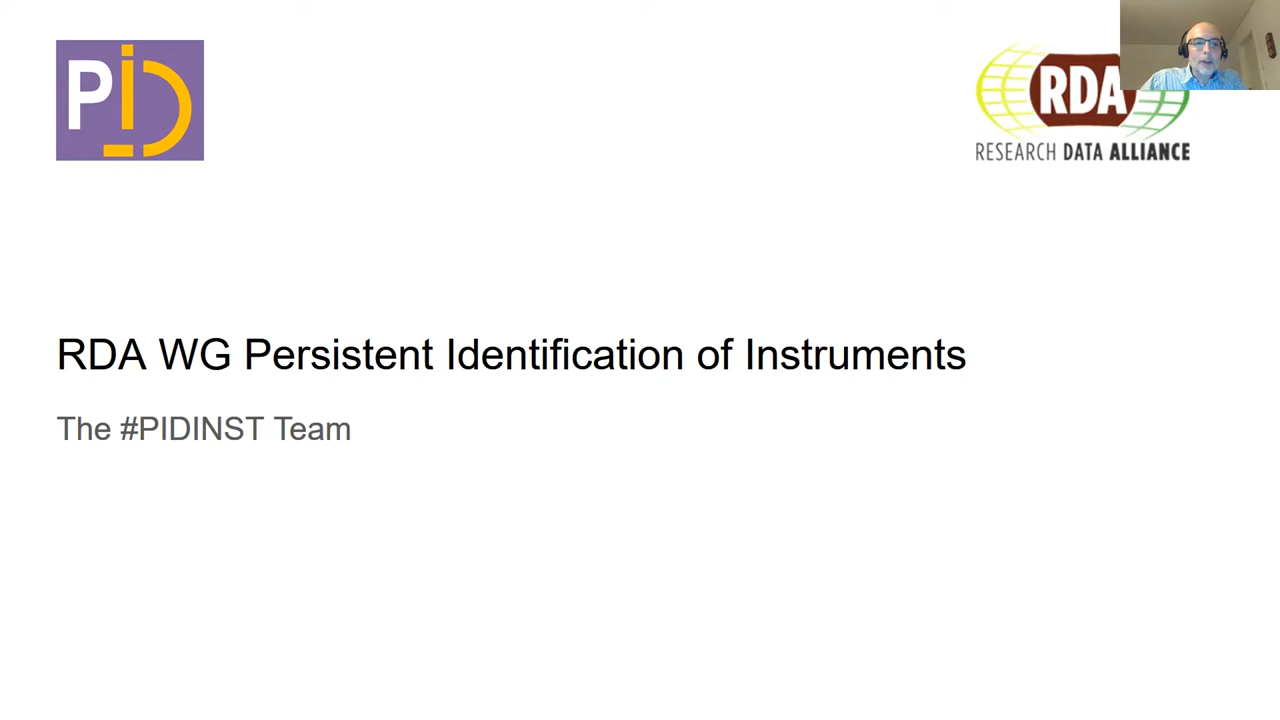 PID
RDA
RESEARCH DATA ALLIANCE
RDA WG Persistent Identification of Instruments
The #PIDINST Team